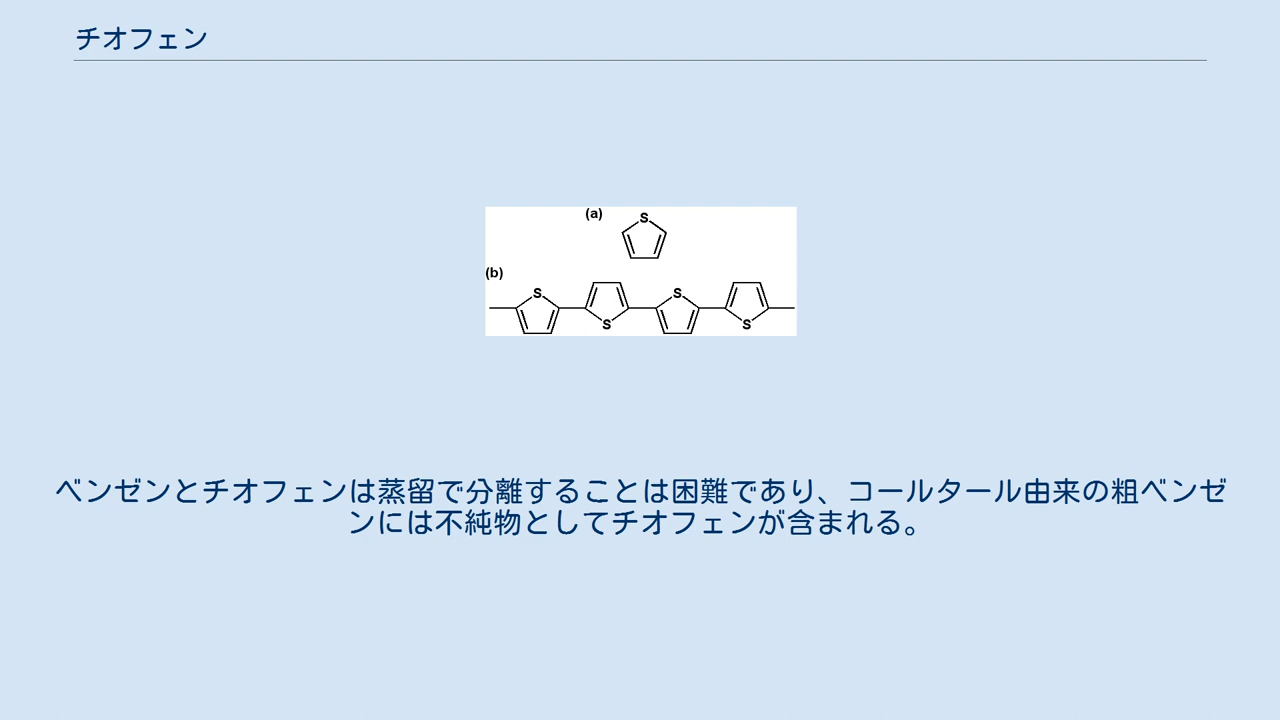 チオフェン
(a)
S
(b)
S
S
S
S
ベンゼンとチオフェンは蒸留で分離することは困難であり、コールタール由来の粗ベンゼ
ンには不純物としてチオフェンが含まれる。